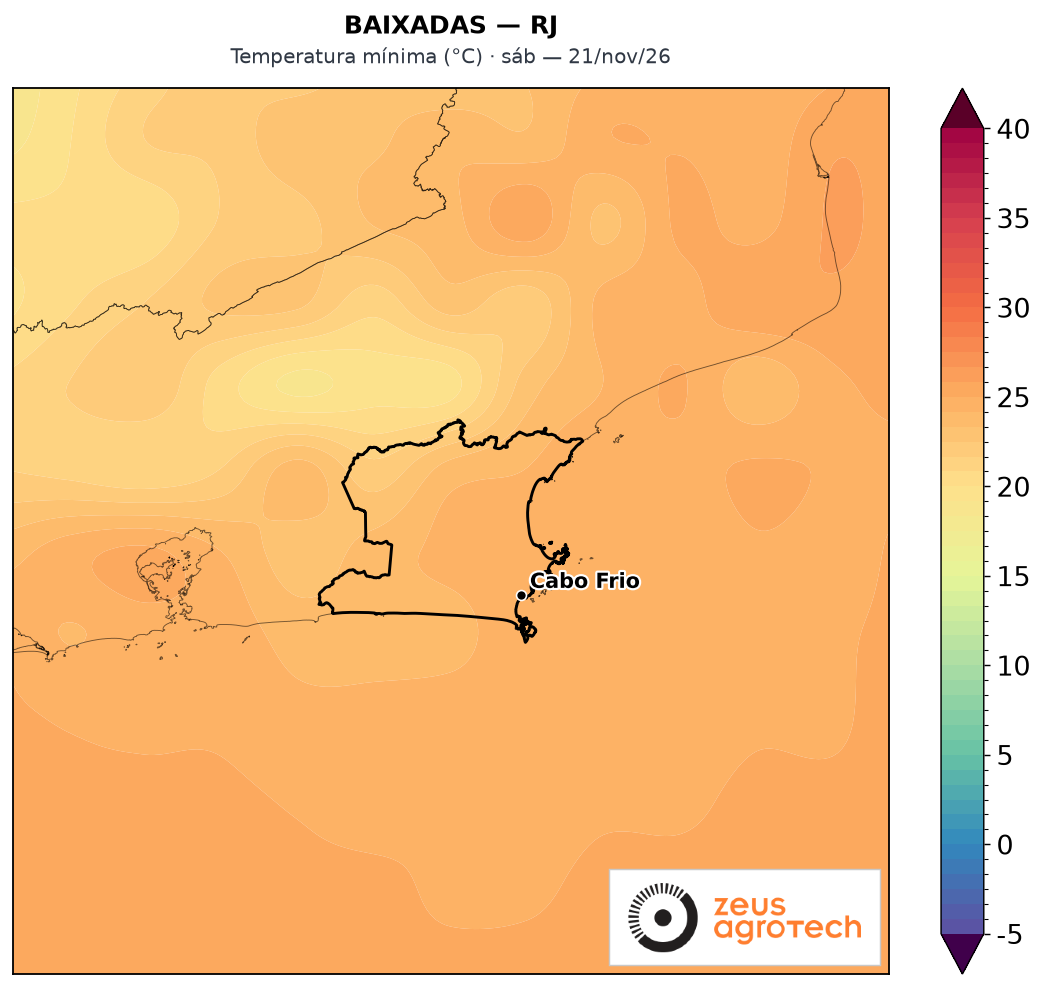 BAIXADAS — RJ
Temperatura mínima (°C) · sáb — 21/nov/26
40
35
30
25
20
15
10
5
0
-5
Cabo Frio
zeus
agrotech